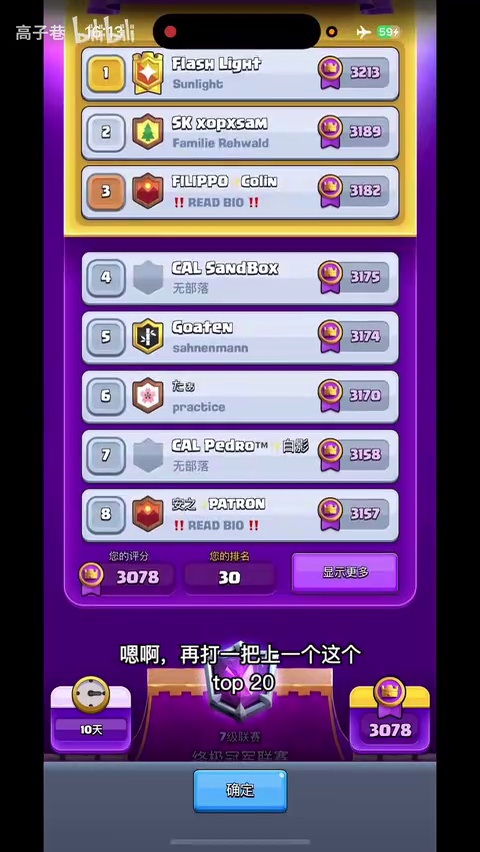 高子巷 bilibili
59
1
Flash Light
Sunlight
3213
2
SK xopxsam
Familie Rehwald
3189
3
FILIPPO Colin
!! READ BIO !!
3182
4
CAL SandBox
无部落
3175
5
Goaten
sahnenmann
3174
6
たぁ
practice
3170
7
CAL Pedro™ 白影
无部落
3158
8
安之 PATRON
!! READ BIO !!
3157
您的评分
3078
您的排名
30
显示更多
嗯啊，再打一把上一个这个
top 20
10天
7级联赛
终极冠军联赛
3078
确定